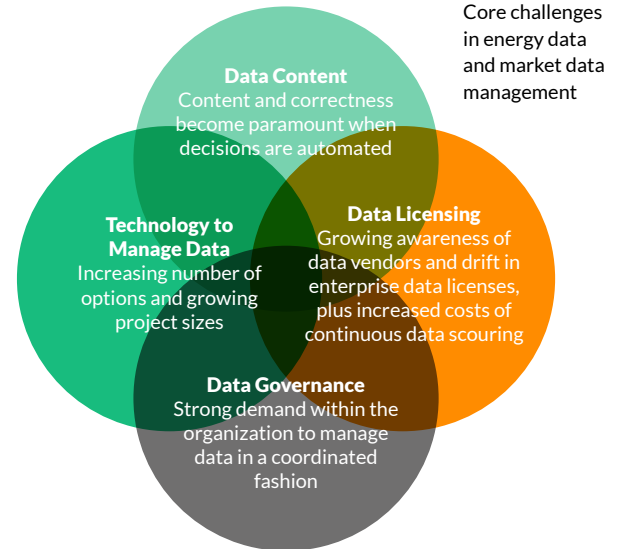 Core challenges
in energy data
and market data
management
Data Content
Content and correctness
become paramount when
decisions are automated
Technology to
Manage Data
Increasing number of
options and growing
project sizes
Data Licensing
Growing awareness of
data vendors and drift in
enterprise data licenses,
plus increased costs of
continuous data scouring
Data Governance
Strong demand within the
organization to manage
data in a coordinated
fashion